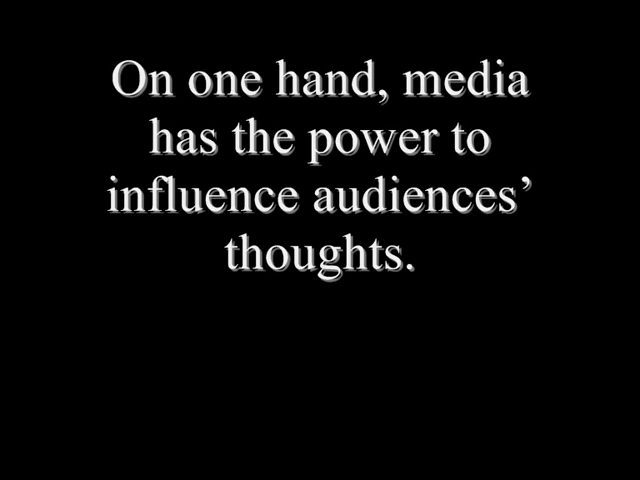 On one hand, media
has the power to
influence audiences’
thoughts.